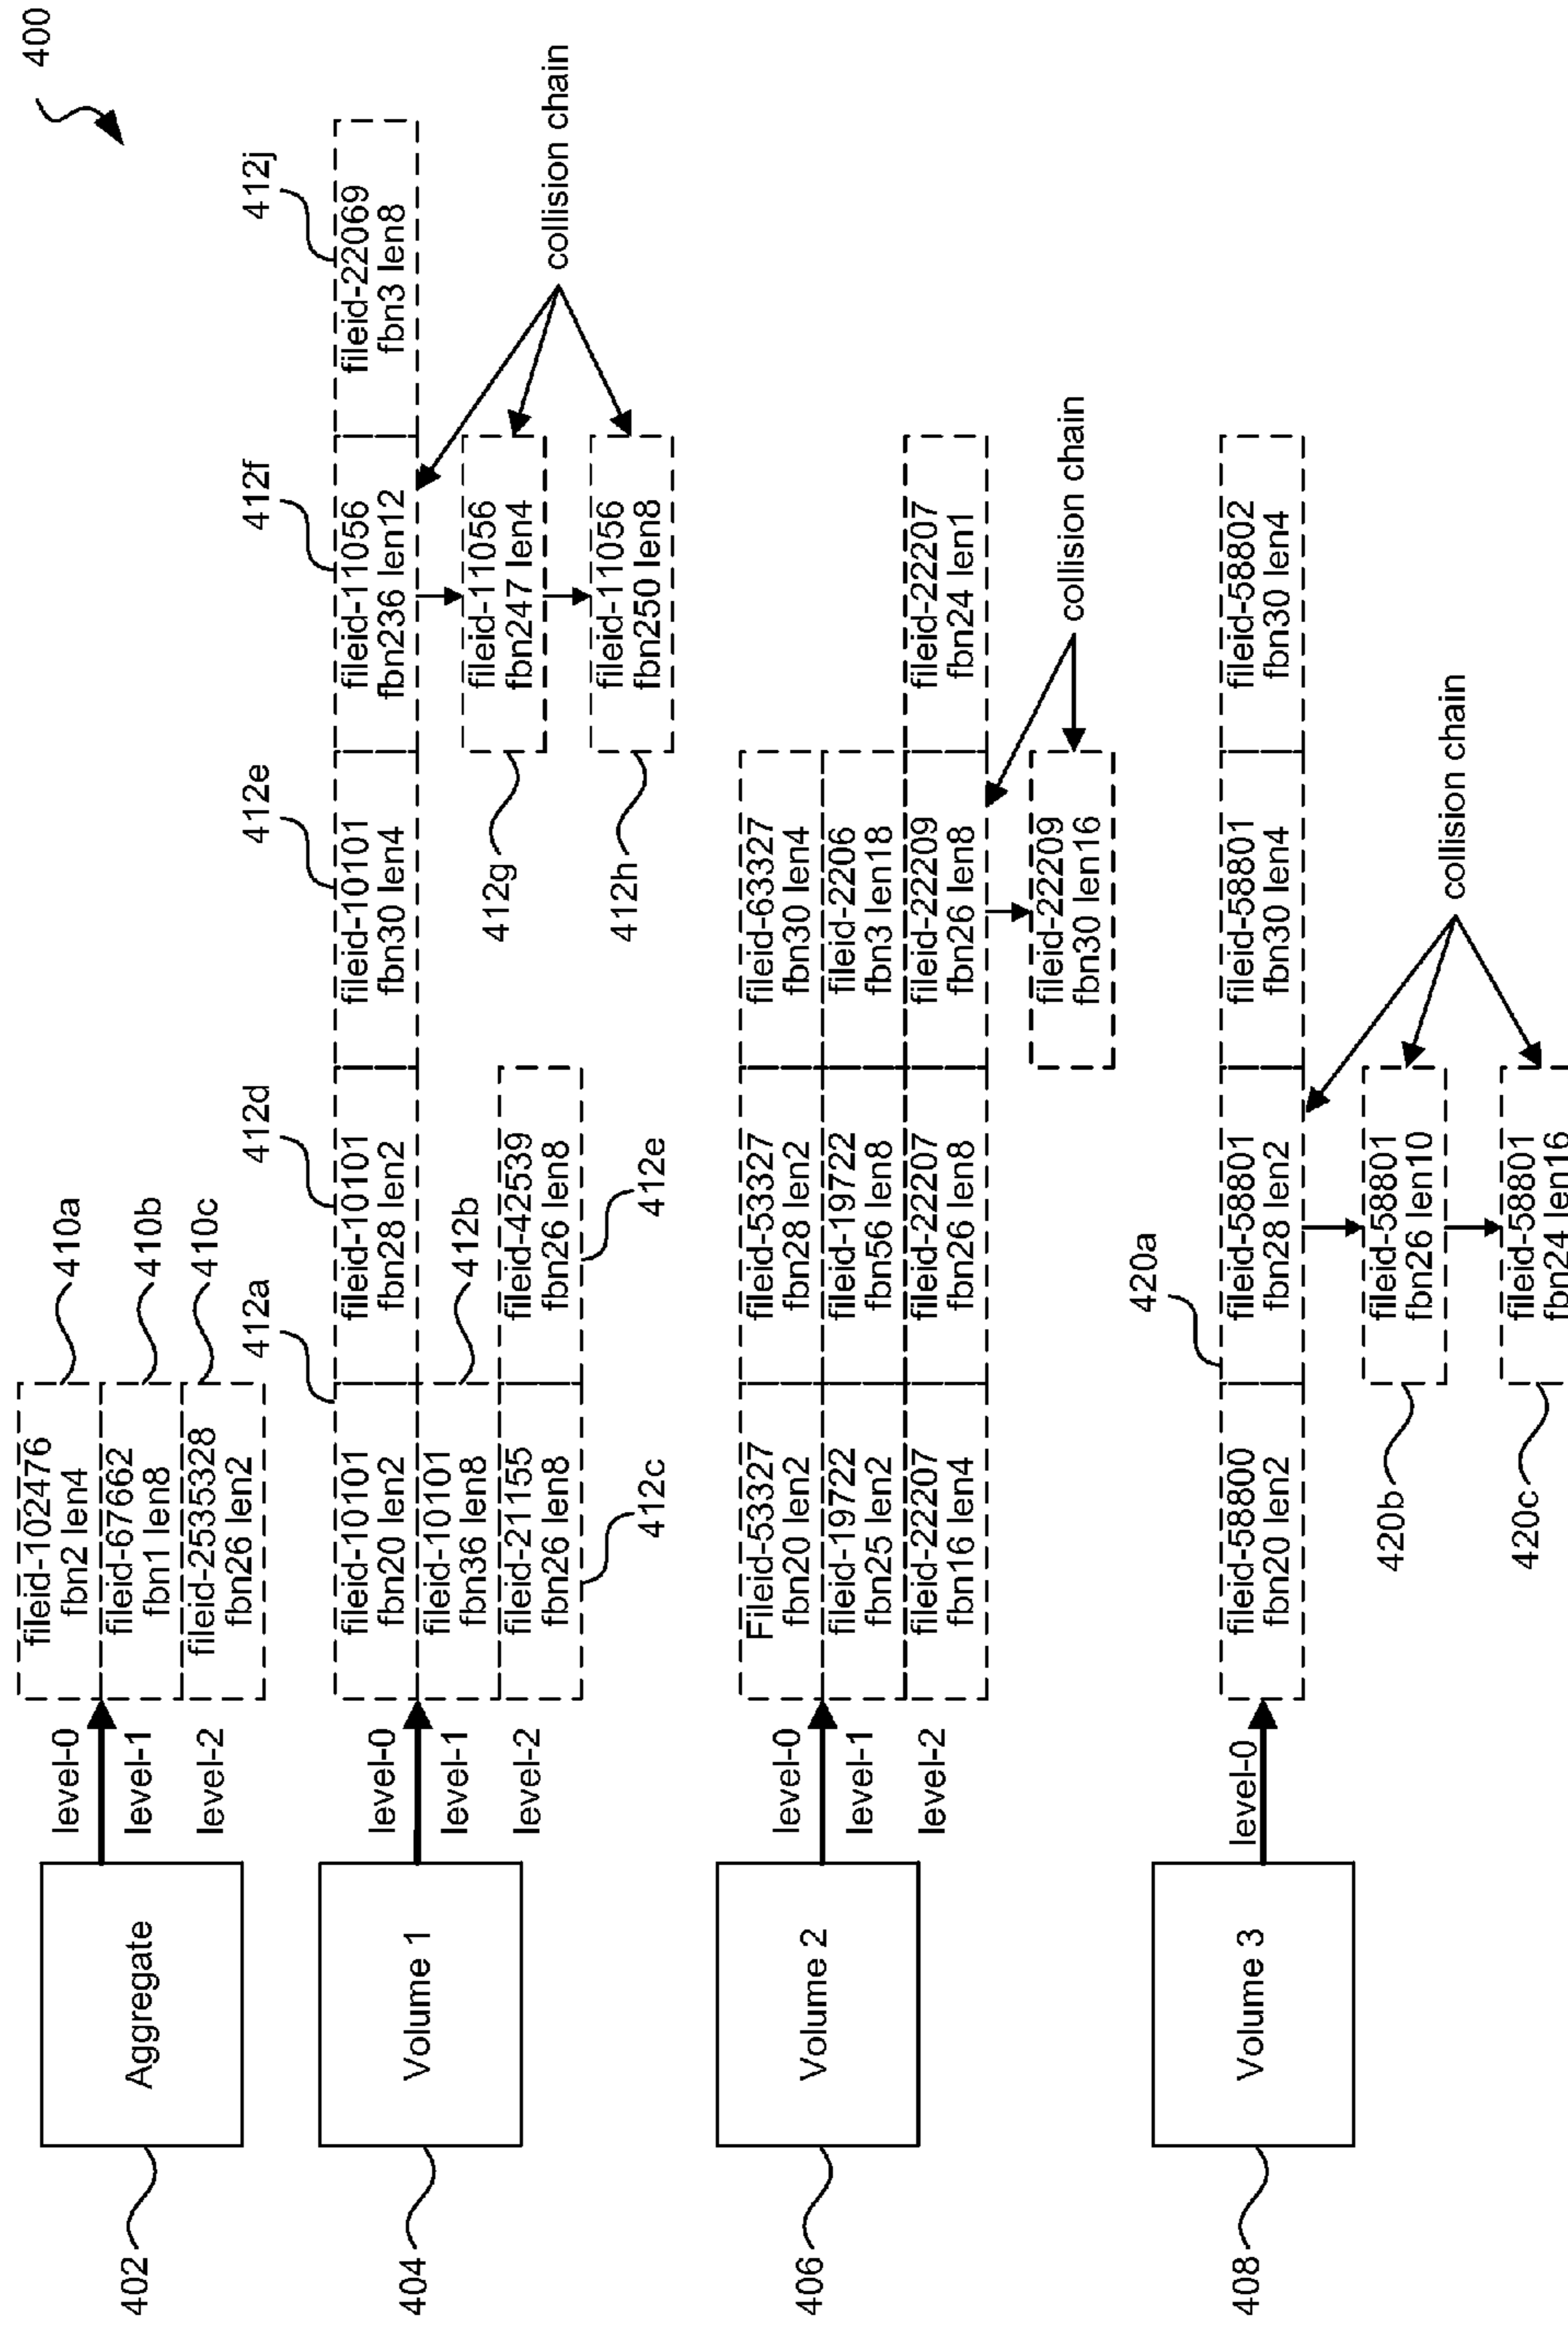 400
402
Aggregate
level-0
level-1
level-2
fileid-102476
fbn2 len4
fileid-67662
fbn1 len8
fileid-2535328
fbn26 len2
410a
410b
410c
404
Volume 1
level-0
level-1
level-2
412a
412d
412e
412f
412j
fileid-10101
fbn20 len2
fileid-10101
fbn28 len2
fileid-10101
fbn30 len4
fileid-11056
fbn236 len12
fileid-22069
fbn3 len8
fileid-10101
fbn36 len8
412b
fileid-21155
fbn26 len8
fileid-42539
fbn26 len8
412c
412e
412g
fileid-11056
fbn247 len4
412h
fileid-11056
fbn250 len8
collision chain
406
Volume 2
level-0
level-1
level-2
Fileid-53327
fbn20 len2
fileid-53327
fbn28 len2
fileid-63327
fbn30 len4
fileid-19722
fbn25 len2
fileid-19722
fbn56 len8
fileid-2206
fbn3 len18
fileid-22207
fbn16 len4
fileid-22207
fbn26 len8
fileid-22209
fbn26 len8
fileid-22207
fbn24 len1
fileid-22209
fbn30 len16
collision chain
408
Volume 3
level-0
420a
fileid-58800
fbn20 len2
fileid-58801
fbn28 len2
fileid-58801
fbn30 len4
fileid-58802
fbn30 len4
420b
fileid-58801
fbn26 len10
420c
fileid-58801
fbn24 len16
collision chain